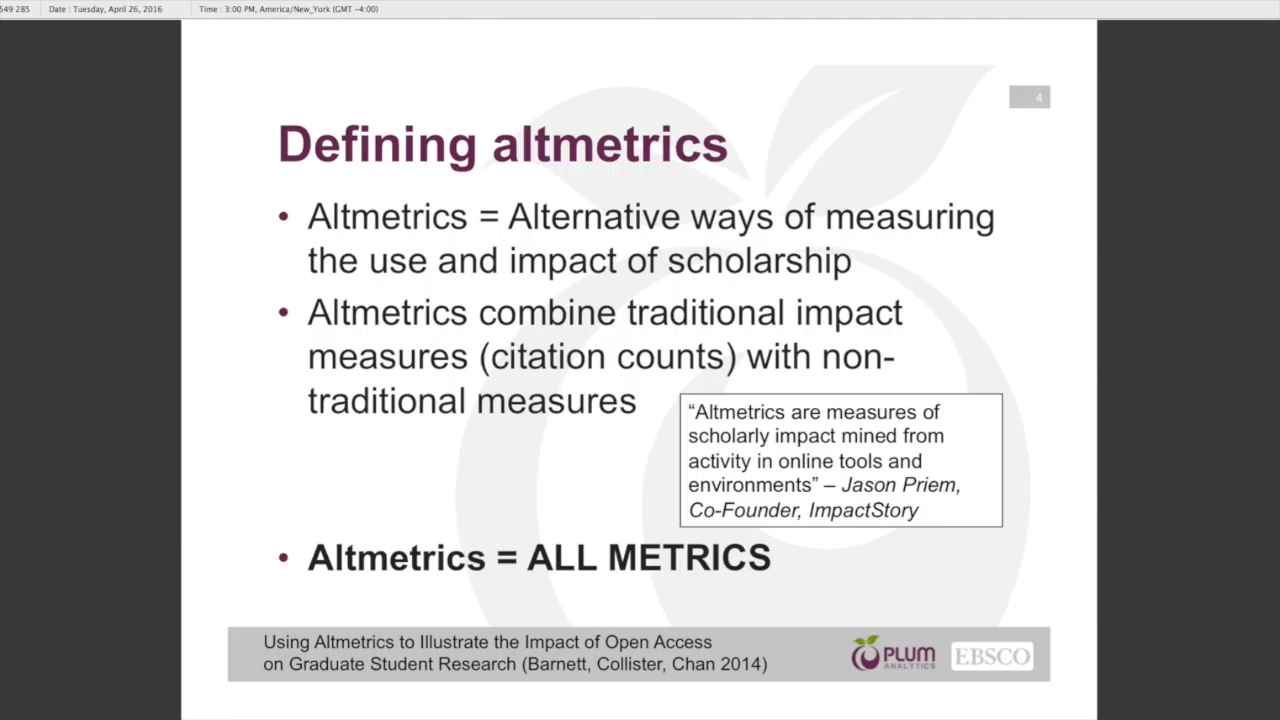 549 285 Date : Tuesday, April 26, 2016 Time : 3:00 PM, America/New_York (GMT -4:00)
4
Defining altmetrics
• Altmetrics = Alternative ways of measuring
the use and impact of scholarship
• Altmetrics combine traditional impact
measures (citation counts) with non-
traditional measures
“Altmetrics are measures of
scholarly impact mined from
activity in online tools and
environments” – Jason Priem,
Co-Founder, ImpactStory
• Altmetrics = ALL METRICS
Using Altmetrics to Illustrate the Impact of Open Access
on Graduate Student Research (Barnett, Collister, Chan 2014)
PLUM
ANALYTICS
EBSCO